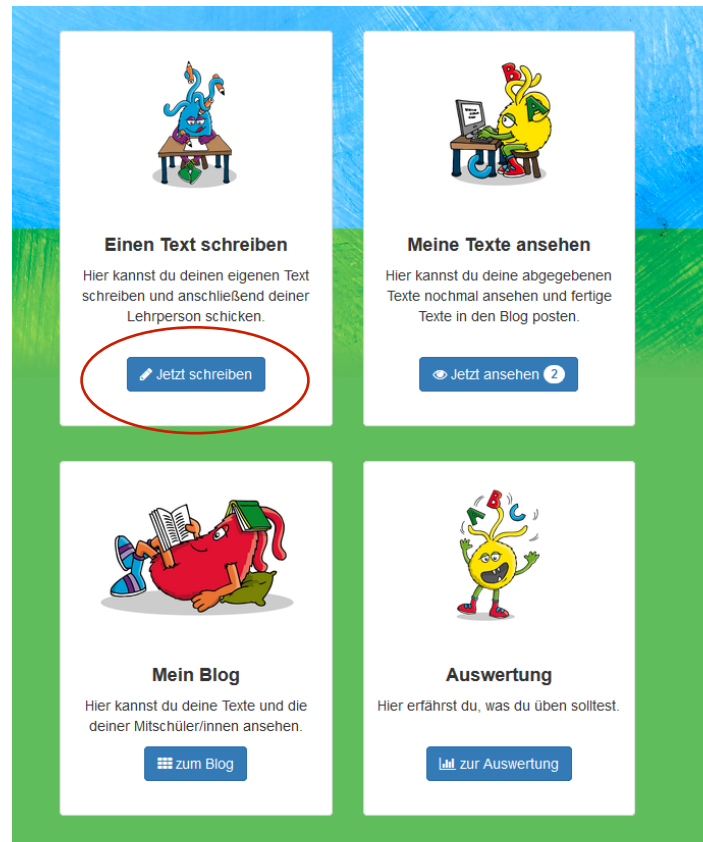 Einen Text schreiben
Hier kannst du deinen eigenen Text
schreiben und anschließend deiner
Lehrperson schicken.
Jetzt schreiben
B
A
C
Meine Texte ansehen
Hier kannst du deine abgegebenen
Texte nochmal ansehen und fertige
Texte in den Blog posten.
Jetzt ansehen 2
Mein Blog
Hier kannst du deine Texte und die
deiner Mitschüler/innen ansehen.
zum Blog
A B C
Auswertung
Hier erfährst du, was du üben solltest.
zur Auswertung